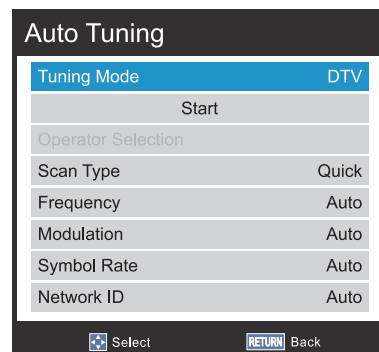 Auto Tuning
Tuning Mode DTV
Start
Operator Selection
Scan Type Quick
Frequency Auto
Modulation Auto
Symbol Rate Auto
Network ID Auto
Select RETURN Back